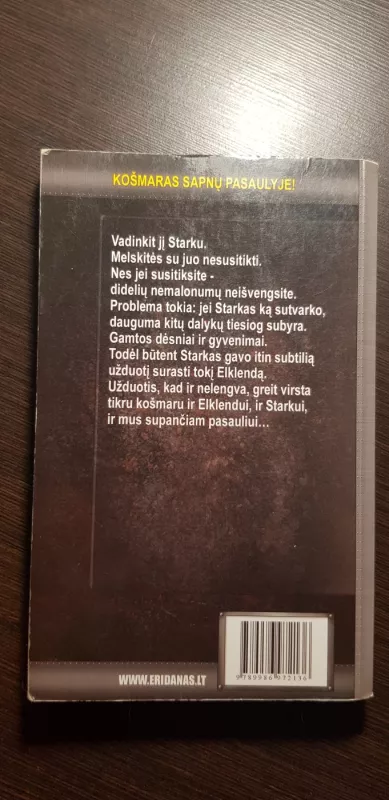 KOŠMARAS SAPNŲ PASAULYJE!
Vadinkit jį Starku.
Melskitės su juo nesusitikti.
Nes jei susitiksite -
didelių nemalonumų neišvengsite.
Problema tokia: jei Starkas ką sutvarko,
dauguma kitų dalykų tiesiog subyra.
Gamtos dėsniai ir gyvenimai.
Todėl būtent Starkas gavo itin subtilią
užduotį surasti tokį Elklendą.
Užduotis, kad ir nelengva, greit virsta
tikru košmaru ir Elklendui, ir Starkui,
ir mus supančiam pasauliui...
9789986972136
WWW.ERIDANAS.LT